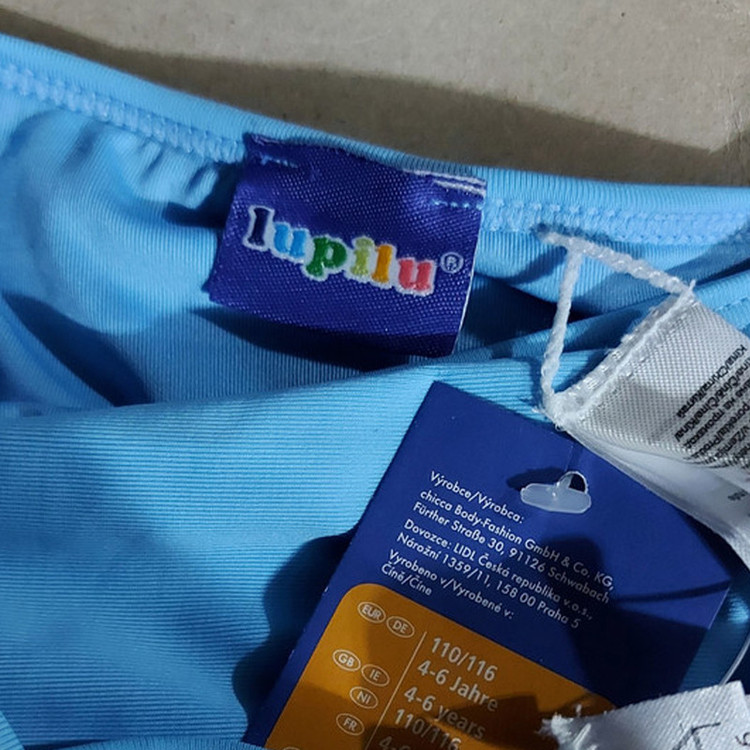 lupilu®
Výrobce/Výrobca:
chicca Body-Fashion GmbH & Co. KG,
Fürther Straße 30, 91126 Schwabach
Dovozce: LIDL Česká republika v.o.s.,
Nárožní 1359/11, 158 00 Praha 5
Vyrobeno v/Vyrobené v:
Číně/Číne
EUR DE 110/116
4-6 Jahre
GB IE 4-6 years
NI 110/116
FR